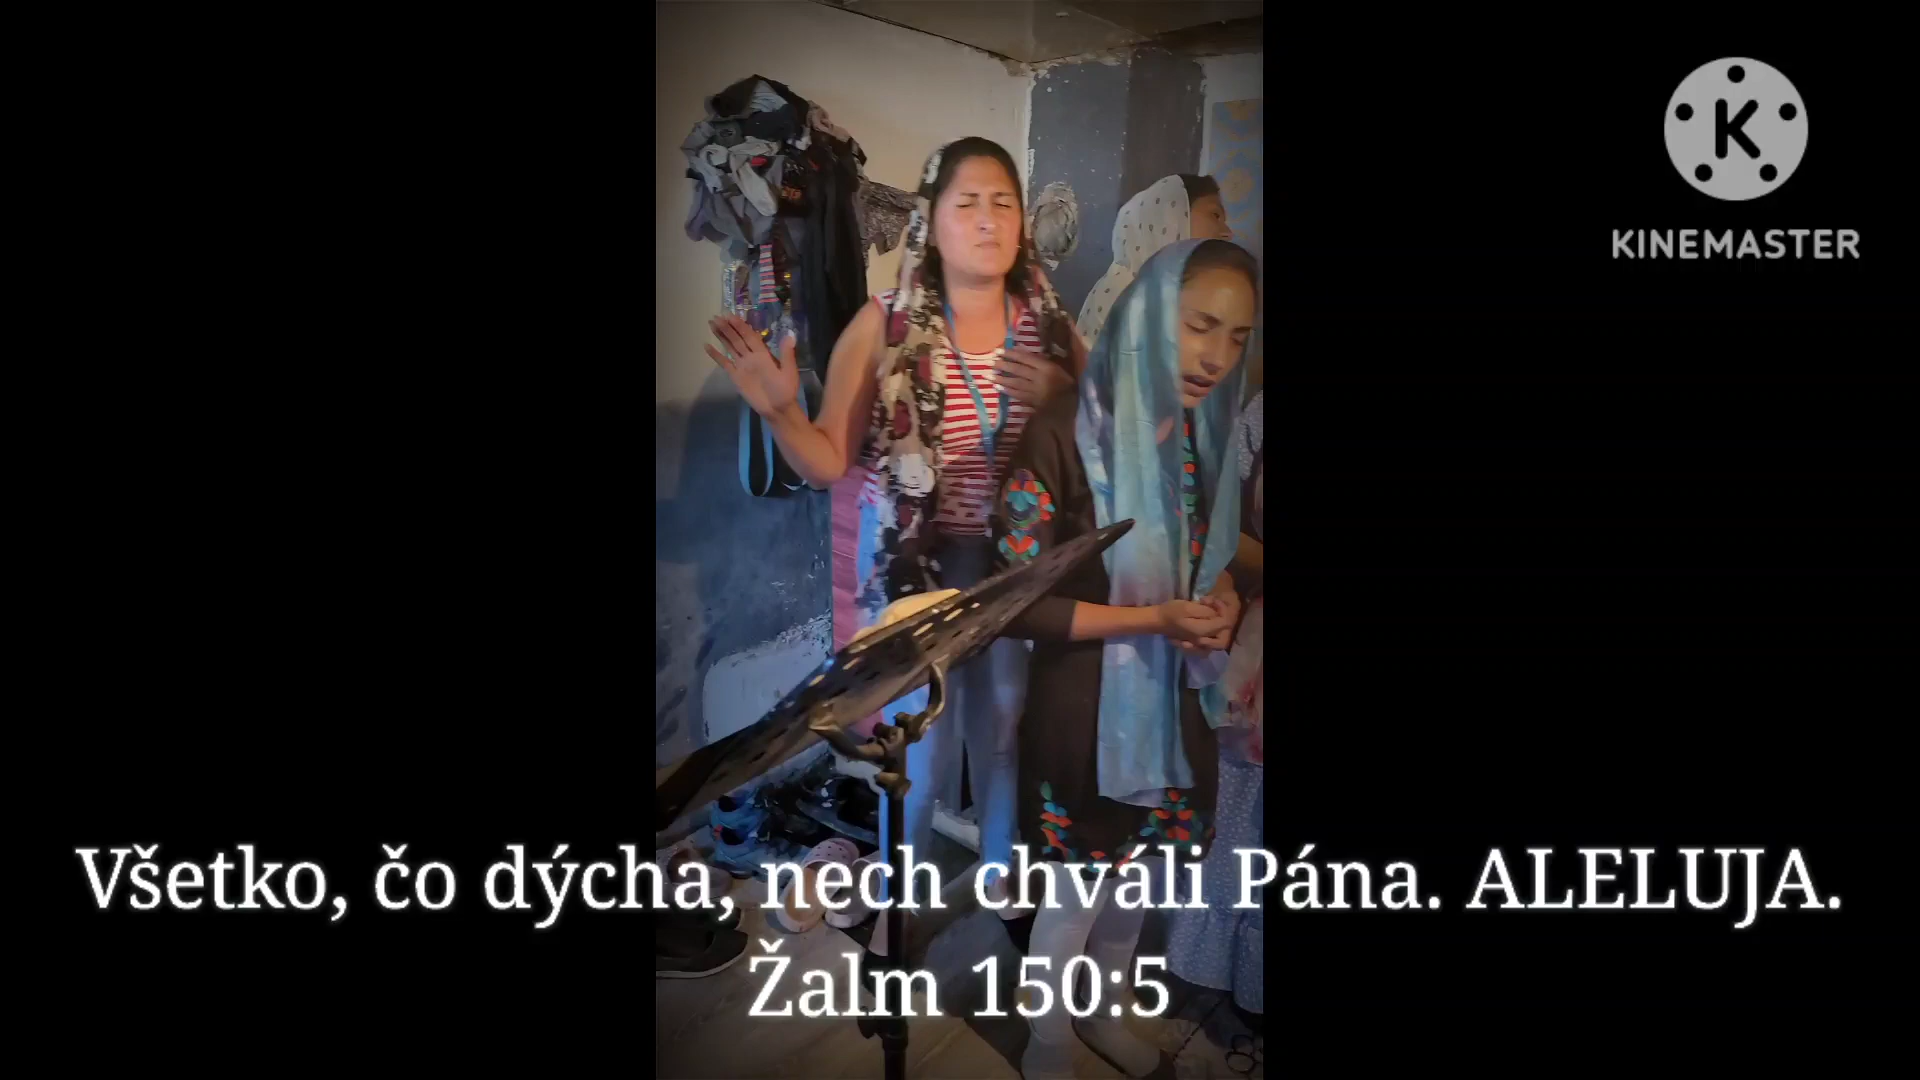 K
KINEMASTER
Všetko, čo dýcha, nech chváli Pána. ALELUJA.
Žalm 150:5